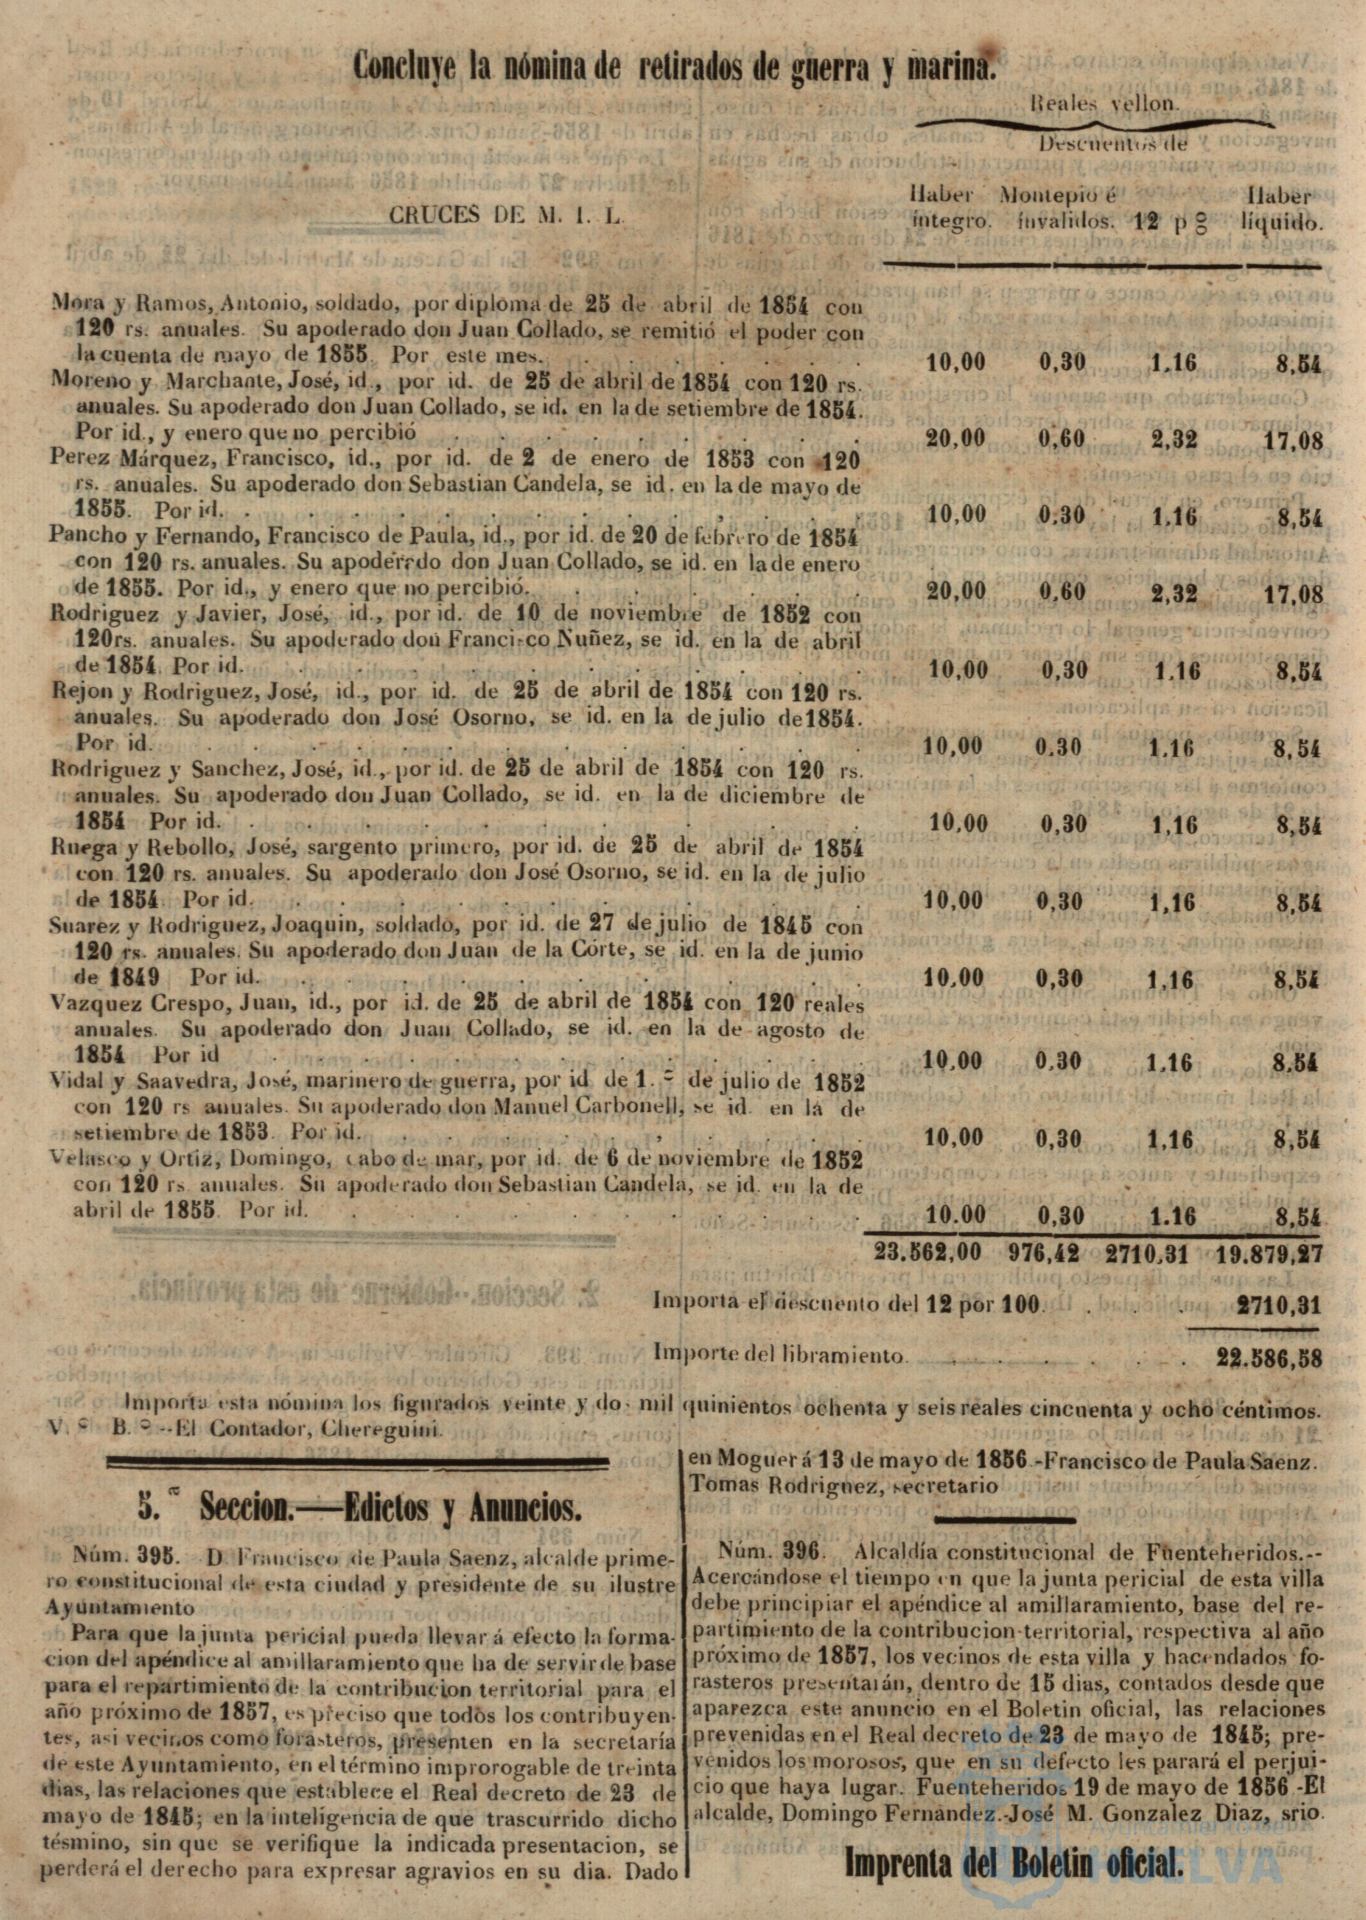 Concluye la nómina de retirados de guerra y marina.
Reales vellon.
Descuentos de
Haber Montepio é Haber
íntegro. inválidos. 12 p g líquido.
CRUCES DE M. I. L.
Mora y Ramos, Antonio, soldado, por diploma de 25 de abril de 1854 con
120 rs. anuales. Su apoderado don Juan Collado, se remitió el poder con
la cuenta de mayo de 1855. Por este mes. . . . . . . 10,00 0,30 1,16 8,54
Moreno y Marchante, José, id., por id. de 25 de abril de 1854 con 120 rs.
anuales. Su apoderado don Juan Collado, se id. en la de setiembre de 1854.
Por id., y enero que no percibió . . . . . . . . . 20,00 0,60 2,32 17,08
Perez Márquez, Francisco, id., por id. de 2 de enero de 1853 con 120
rs. anuales. Su apoderado don Sebastian Candela, se id. en la de mayo de
1855. Por id. . . . . . . . . . . . . . 10,00 0.30 1,16 8,54
Pancho y Fernando, Francisco de Paula, id., por id. de 20 de febrero de 1854
con 120 rs. anuales. Su apoderrdo don Juan Collado, se id. en la de enero
de 1855. Por id., y enero que no percibió. . . . . . . 20,00 0,60 2,32 17,08
Rodriguez y Javier, José, id., por id. de 10 de noviembre de 1852 con
120rs. anuales. Su apoderado don Francisco Nuñez, se id. en la de abril
de 1854. Por id. . . . . . . . . . . . . 10,00 0,30 1,16 8,54
Rejon y Rodriguez, José, id., por id. de 25 de abril de 1854 con 120 rs.
anuales. Su apoderado don José Osorno, se id. en la de julio de 1854.
Por id. . . . . . . . . . . . . . 10,00 0.30 1,16 8,54
Rodriguez y Sanchez, José, id., por id. de 25 de abril de 1854 con 120 rs.
anuales. Su apoderado don Juan Collado, se id. en la de diciembre de
1854 Por id. . . . . . . . . . . . . . 10,00 0,30 1,16 8,54
Ruega y Rebollo, José, sargento primero, por id. de 25 de abril de 1854
con 120 rs. anuales. Su apoderado don José Osorno, se id. en la de julio
de 1854. Por id. . . . . . . . . . . . . 10,00 0,30 1,16 8,54
Suarez y Rodriguez, Joaquin, soldado, por id. de 27 de julio de 1845 con
120 rs. anuales. Su apoderado don Juan de la Córte, se id. en la de junio
de 1849 Por id. . . . . . . . . . . . . 10,00 0,30 1,16 8,54
Vazquez Crespo, Juan, id., por id. de 25 de abril de 1854 con 120 reales
anuales. Su apoderado don Juan Collado, se id. en la de agosto de
1854 Por id . . . . . . . . . . . . . 10,00 0,30 1,16 8,54
Vidal y Saavedra, José, marinero de guerra, por id de 1.º de julio de 1852
con 120 rs anuales. Su apoderado don Manuel Carbonell, se id. en la de
setiembre de 1853. Por id. . . . . . . . . . . 10,00 0,30 1,16 8,54
Velasco y Ortiz, Domingo, cabo de mar, por id. de 6 de noviembre de 1852
con 120 rs. anuales. Su apoderado don Sebastian Candela, se id. en la de
abril de 1855. Por id. . . . . . . . . . . . 10.00 0,30 1.16 8,54
23.562,00 976,42 2710,31 19.879,27
Importa el descuento del 12 por 100. . . . 2710,31
Importe del libramiento. . . . . . . 22.586,58
Importa esta nómina los figurados veinte y dos mil quinientos ochenta y seis reales cincuenta y ocho céntimos.
V.º B.º--El Contador, Chereguini.
5.ª Seccion.—Edictos y Anuncios.
Núm. 395. D. Francisco de Paula Saenz, alcalde prime-
ro constitucional de esta ciudad y presidente de su ilustre
Ayuntamiento
Para que la junta pericial pueda llevar á efecto la forma-
cion del apéndice al amillaramiento que ha de servir de base
para el repartimiento de la contribucion territorial para el
año próximo de 1857, es preciso que todos los contribuyen-
tes, asi vecinos como forasteros, presenten en la secretaría
de este Ayuntamiento, en el término improrogable de treinta
dias, las relaciones que establece el Real decreto de 23 de
mayo de 1845; en la inteligencia de que trascurrido dicho
tésmino, sin que se verifique la indicada presentacion, se
perderá el derecho para expresar agravios en su dia. Dado
en Moguer á 13 de mayo de 1856.-Francisco de Paula Saenz.
Tomas Rodriguez, secretario
Núm. 396. Alcaldía constitucional de Fuenteheridos.--
Acercándose el tiempo en que la junta pericial de esta villa
debe principiar el apéndice al amillaramiento, base del re-
partimiento de la contribucion territorial, respectiva al año
próximo de 1857, los vecinos de esta villa y hacendados fo-
rasteros presentarán, dentro de 15 dias, contados desde que
aparezca este anuncio en el Boletin oficial, las relaciones
prevenidas en el Real decreto de 23 de mayo de 1845; pre-
venidos los morosos, que en su defecto les parará el perjui-
cio que haya lugar. Fuenteheridos 19 de mayo de 1856-El
alcalde, Domingo Fernández.-José M. Gonzalez Diaz, srio.
Imprenta del Boletin oficial.
HUELVA